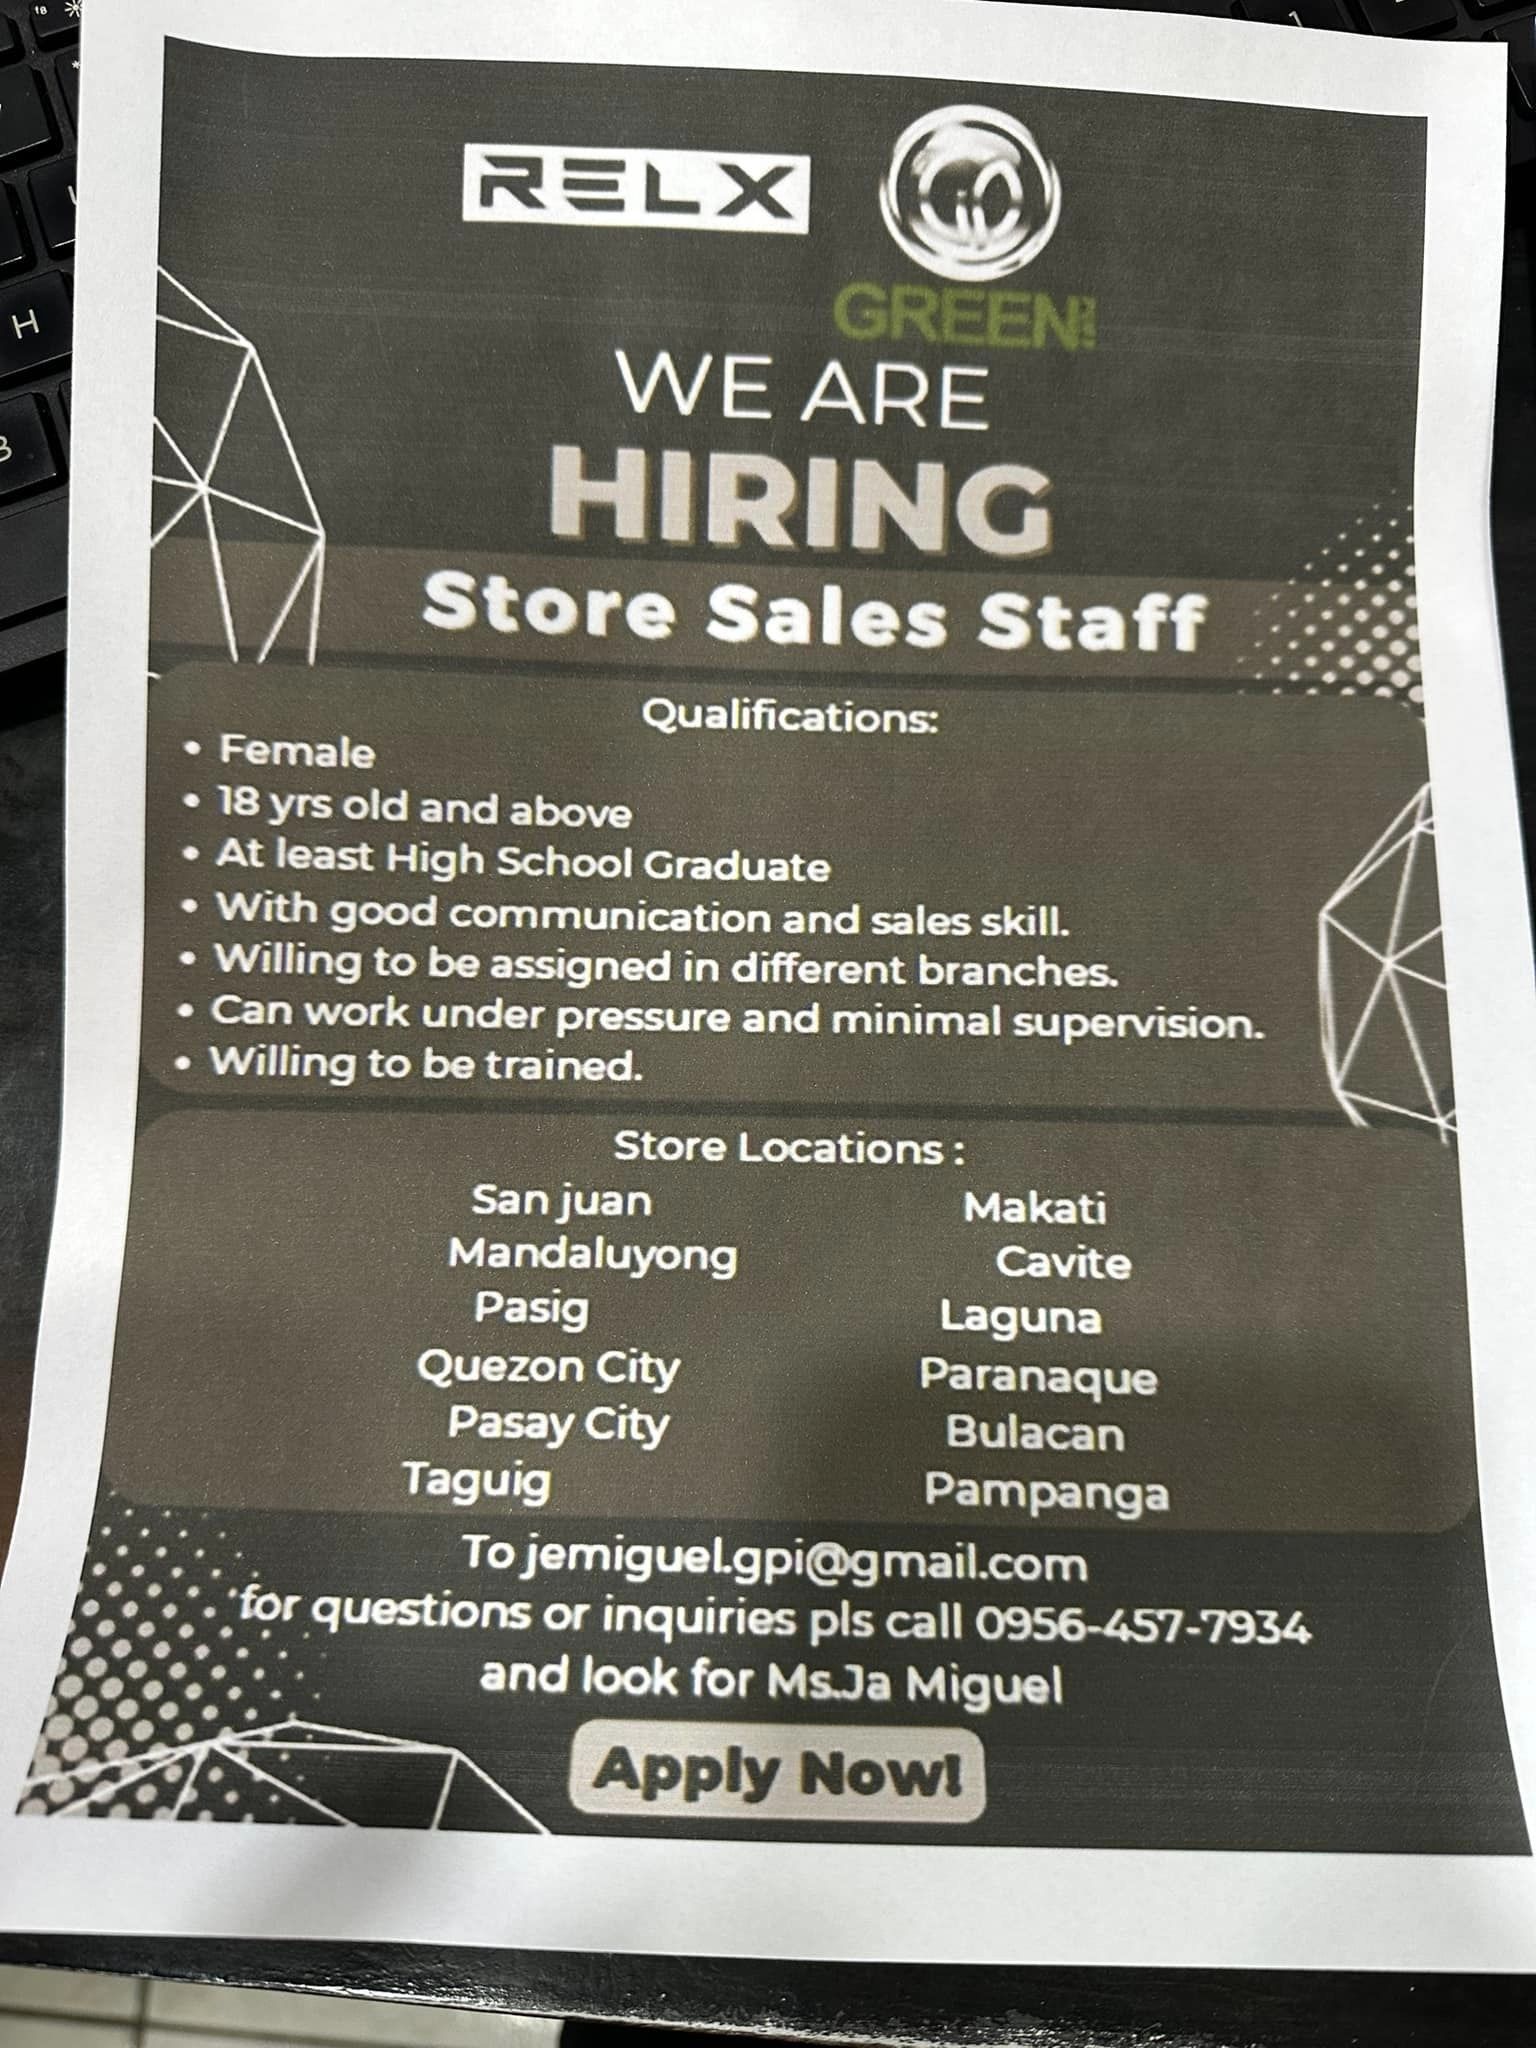 RELX
GREEN
WE ARE
HIRING
Store Sales Staff
Qualifications:
• Female
• 18 yrs old and above
• At least High School Graduate
• With good communication and sales skill.
• Willing to be assigned in different branches.
• Can work under pressure and minimal supervision.
• Willing to be trained.
Store Locations :
San juan
Mandaluyong
Pasig
Quezon City
Pasay City
Taguig
Makati
Cavite
Laguna
Paranaque
Bulacan
Pampanga
To jemiguel.gpi@gmail.com
for questions or inquiries pls call 0956-457-7934
and look for Ms.Ja Miguel
Apply Now!
H
f8